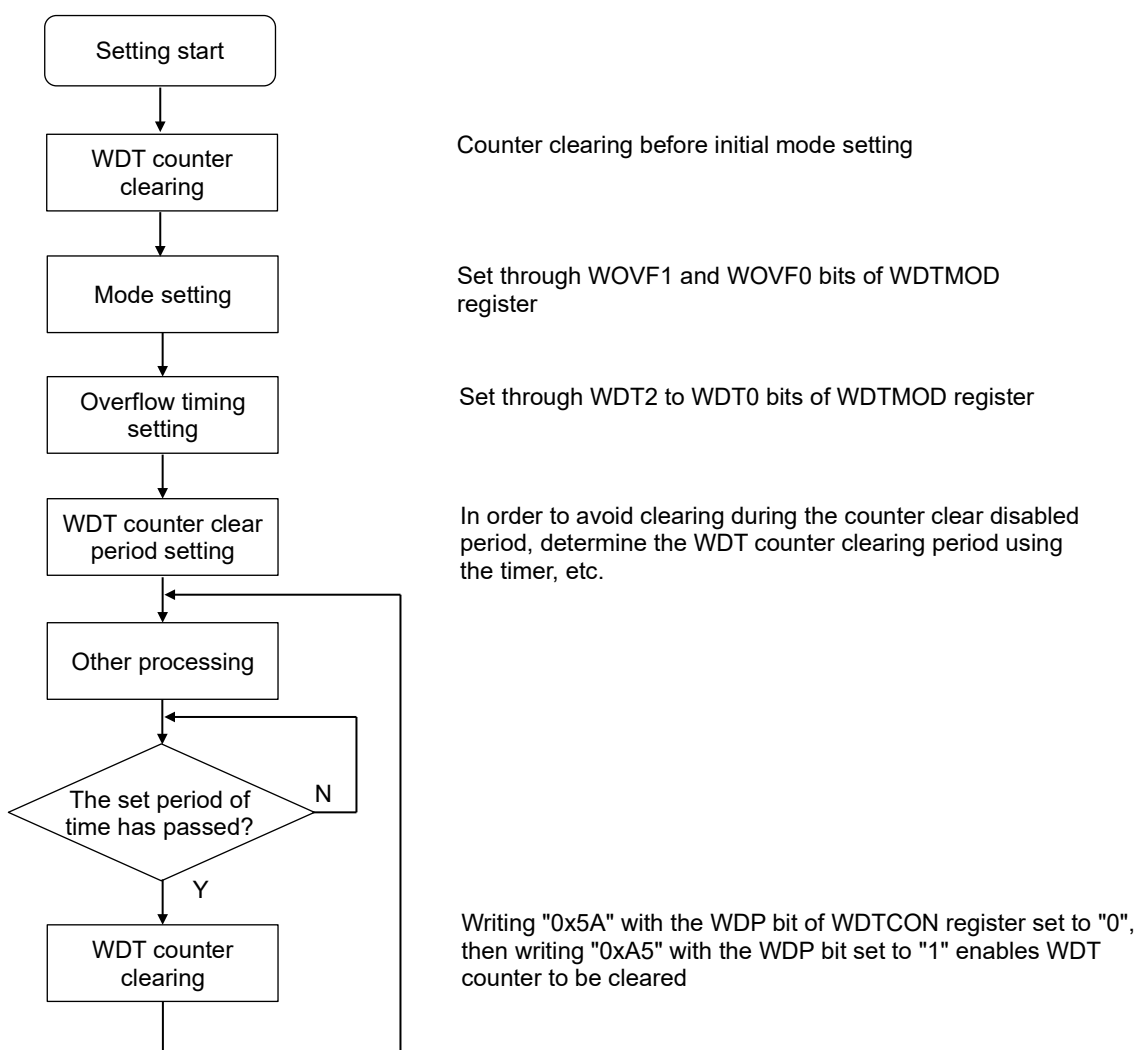 Setting start
WDT counter
clearing
Counter clearing before initial mode setting
Mode setting
Set through WOVF1 and WOVF0 bits of WDTMOD
register
Overflow timing
setting
Set through WDT2 to WDT0 bits of WDTMOD register
WDT counter clear
period setting
In order to avoid clearing during the counter clear disabled
period, determine the WDT counter clearing period using
the timer, etc.
Other processing
The set period of
time has passed?
N
Y
WDT counter
clearing
Writing "0x5A" with the WDP bit of WDTCON register set to "0",
then writing "0xA5" with the WDP bit set to "1" enables WDT
counter to be cleared